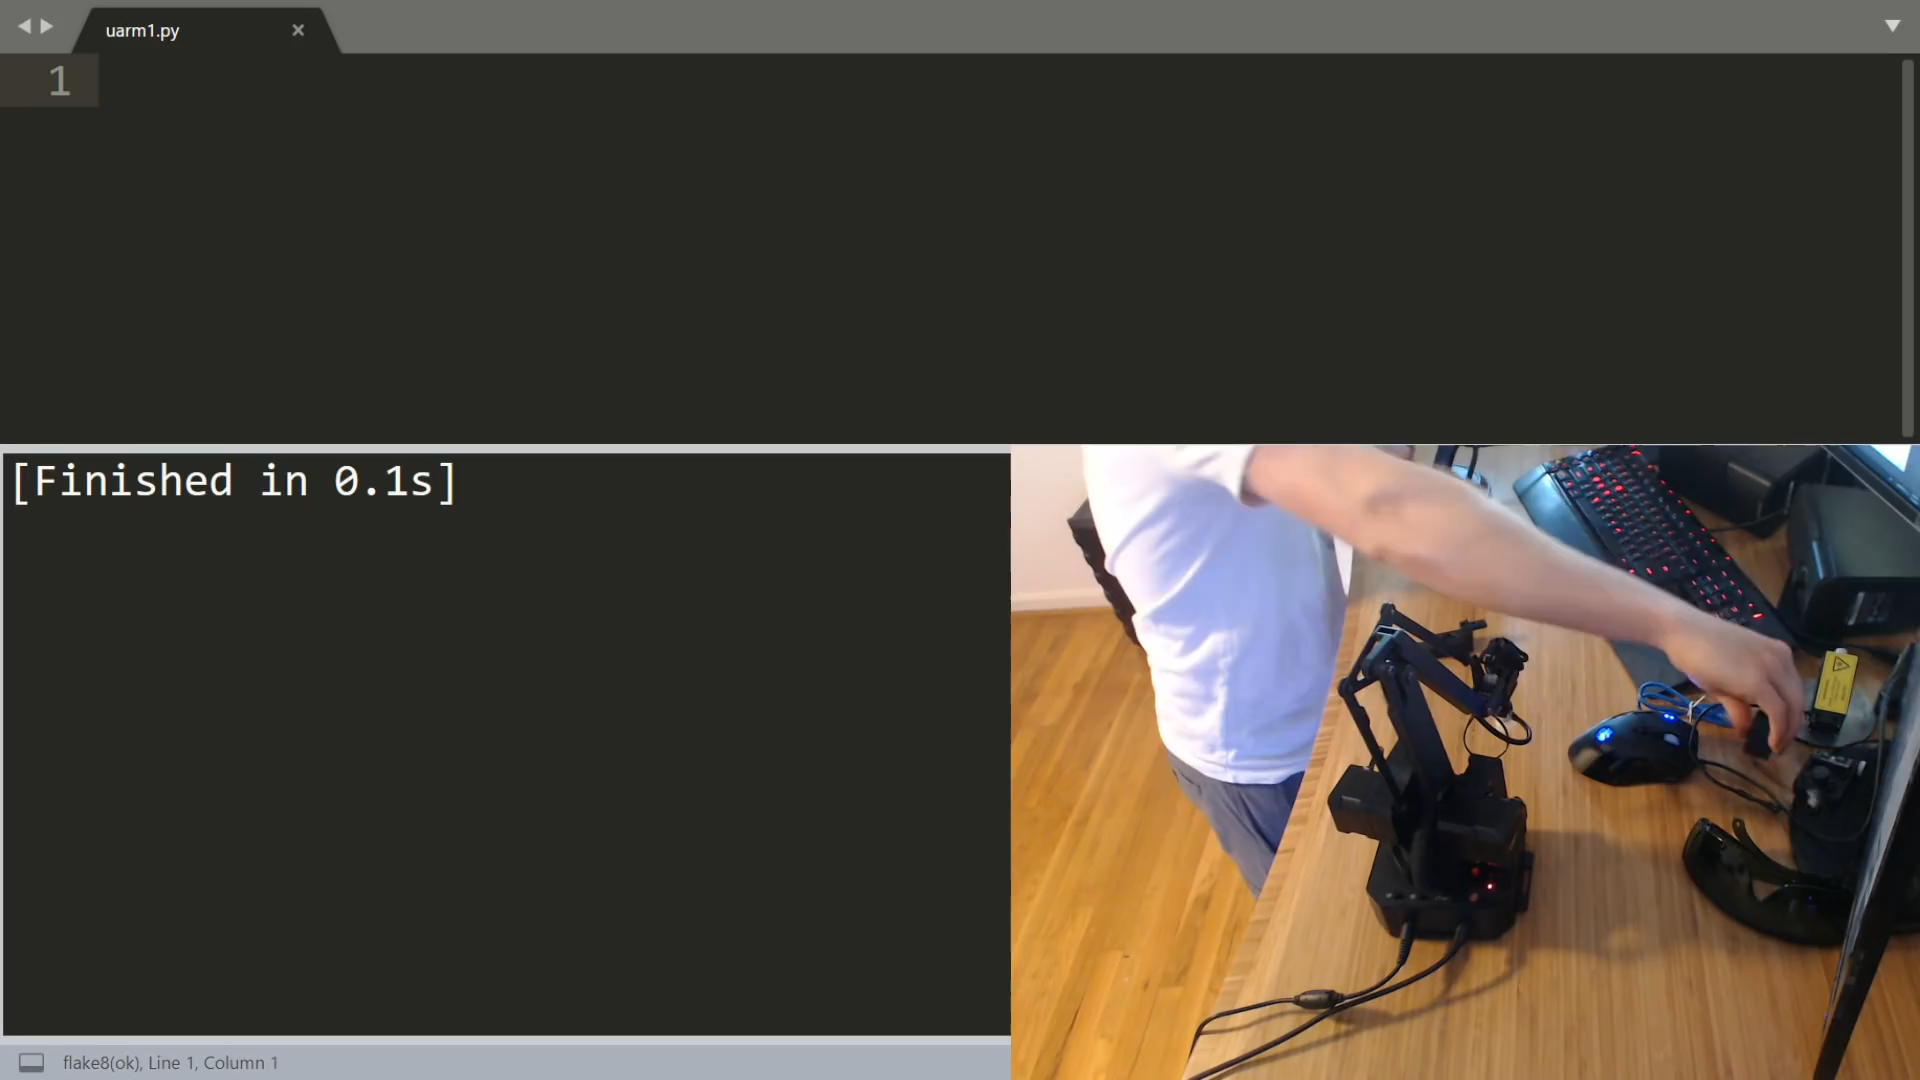 uarm1.py
1
[Finished in 0.1s]
flake8(ok), Line 1, Column 1